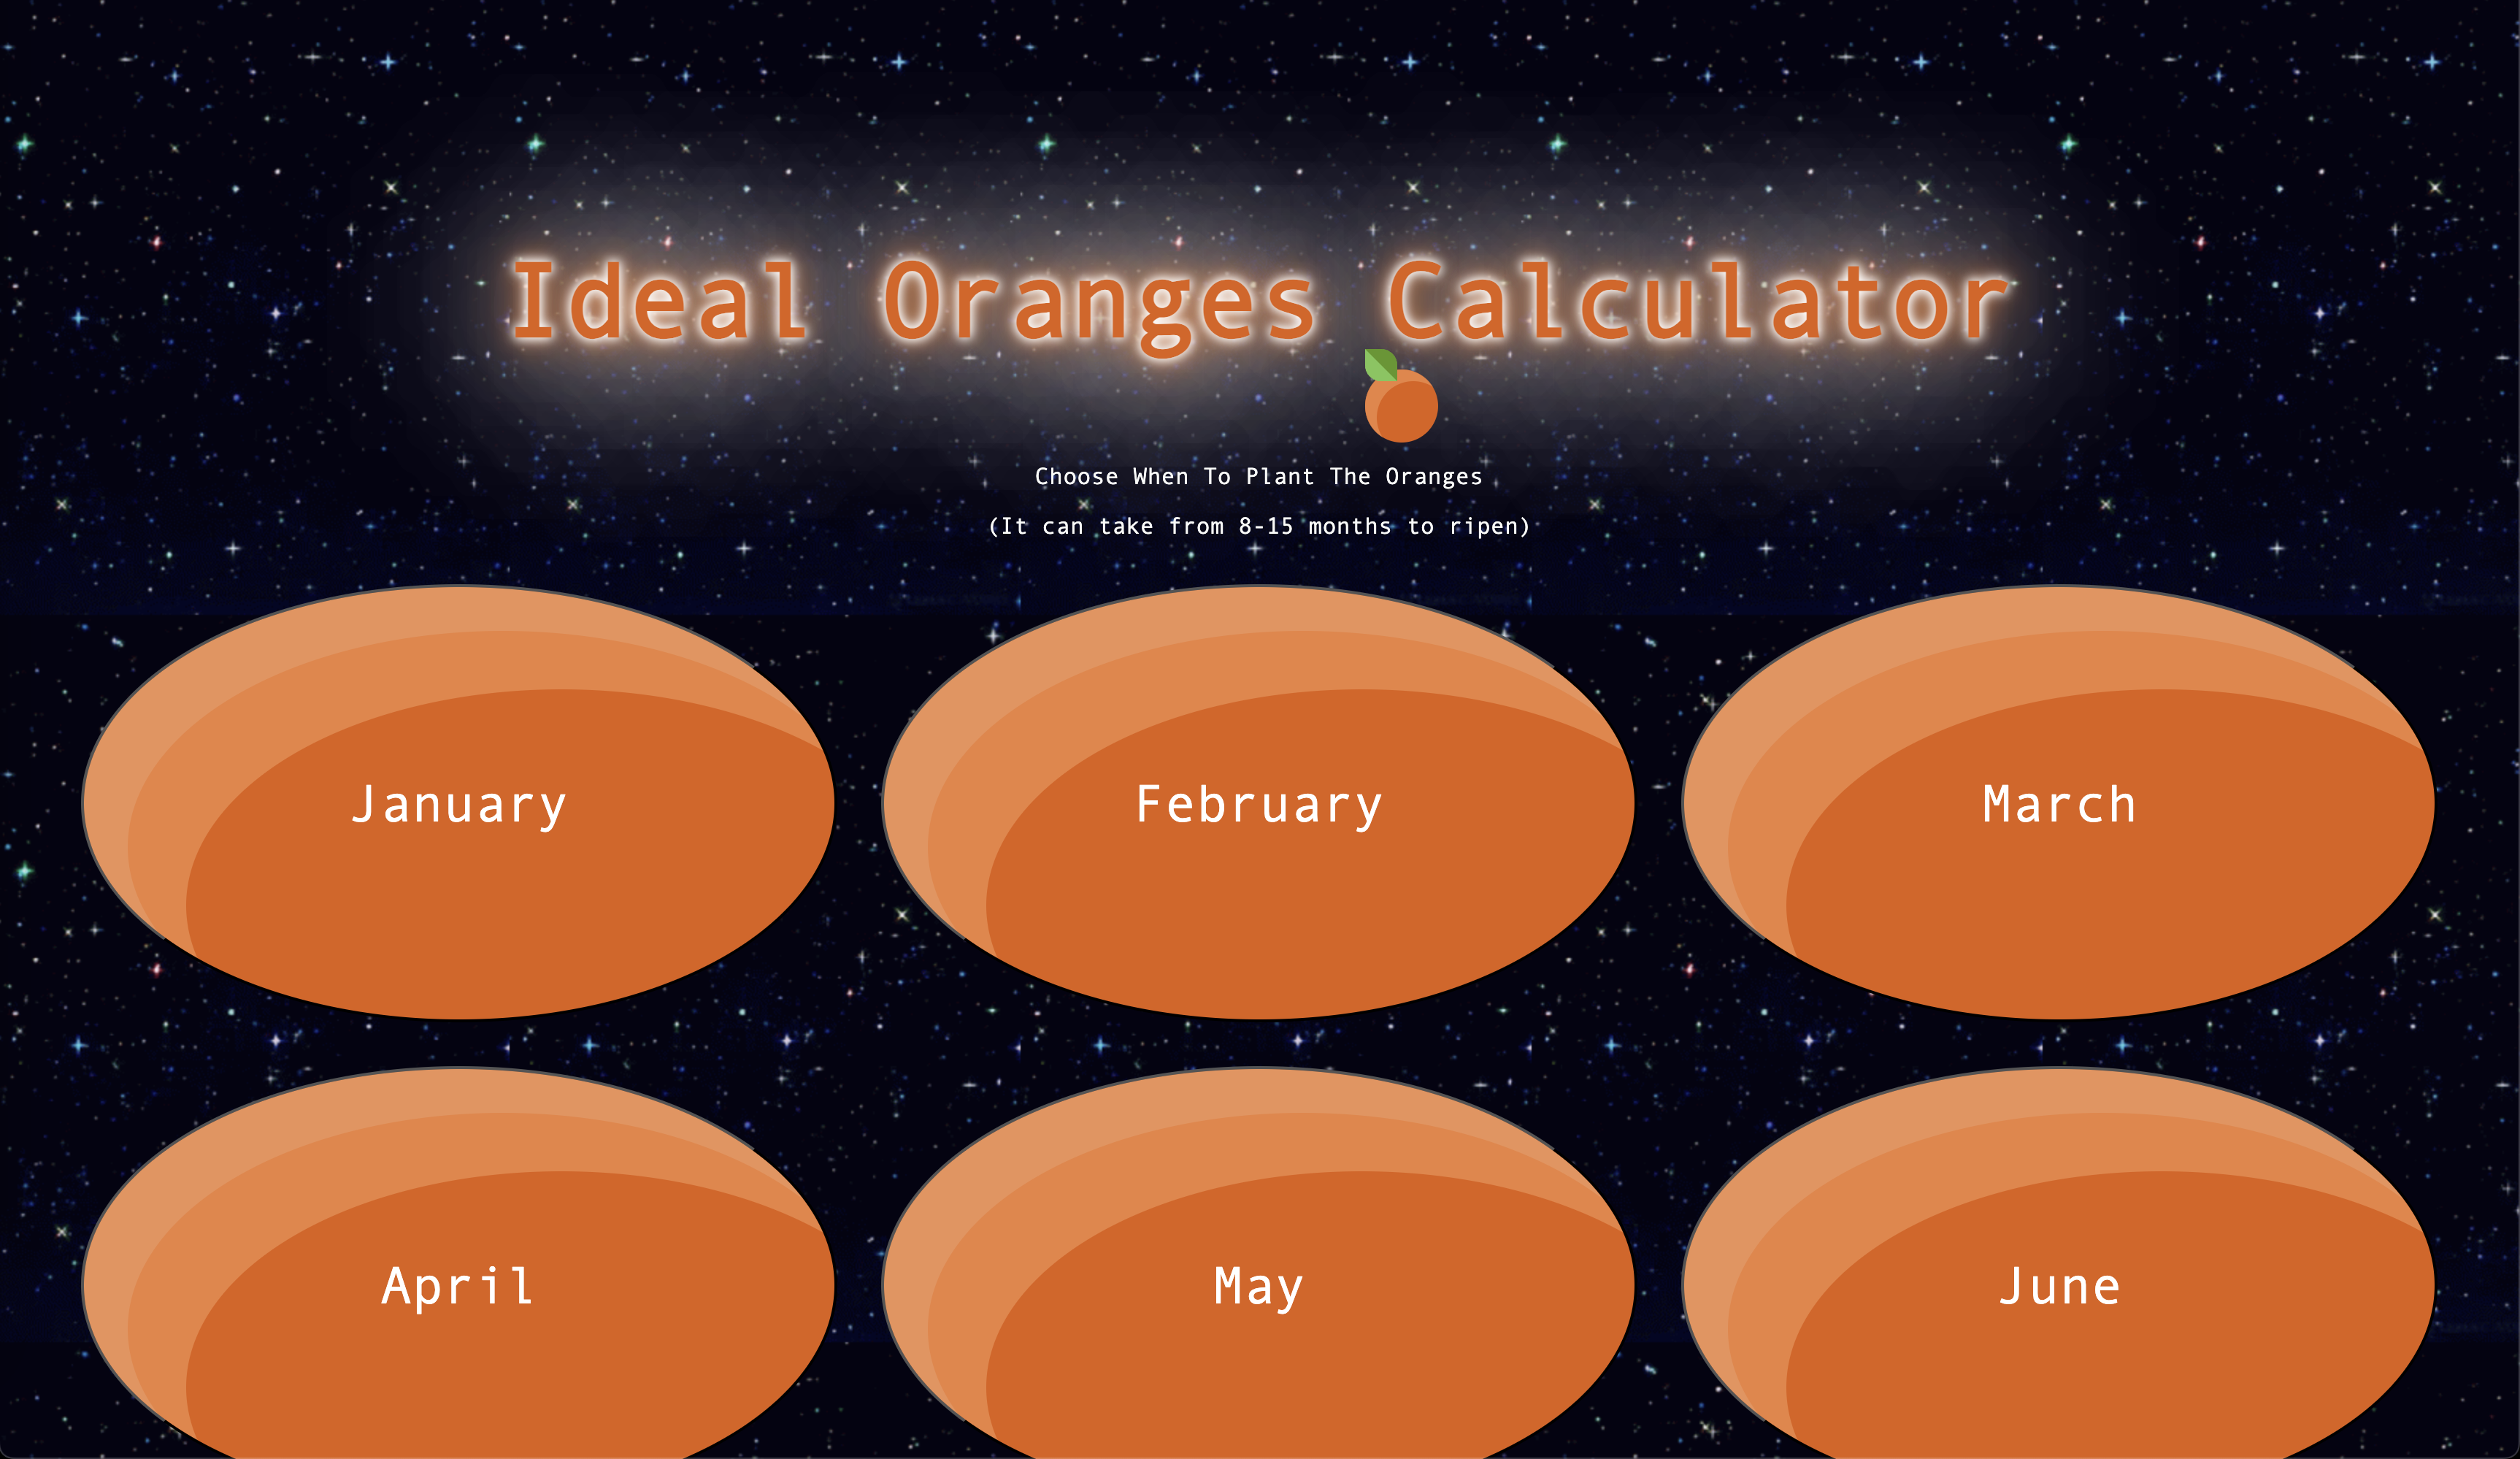 Ideal Oranges Calculator
Choose When To Plant The Oranges
(It can take from 8-15 months to ripen)
January
February
March
April
May
June